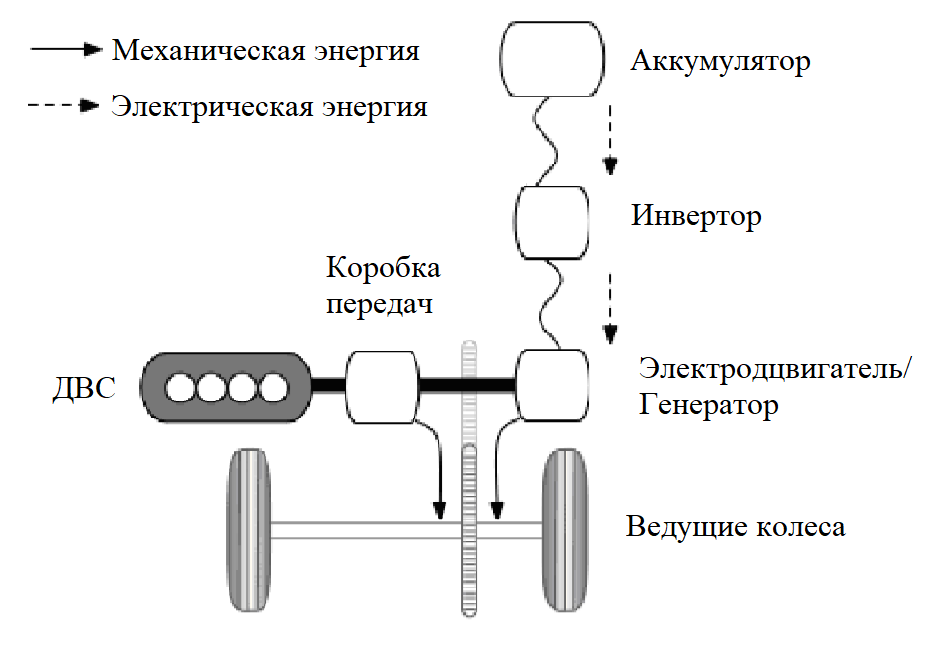 Механическая энергия
Электрическая энергия
Аккумулятор
Инвертор
Коробка
передач
ДВС
Электродцвигатель/
Генератор
Ведущие колеса